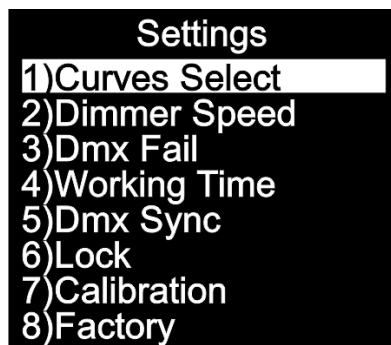 Settings
1)Curves Select
2)Dimmer Speed
3)Dmx Fail
4)Working Time
5)Dmx Sync
6)Lock
7)Calibration
8)Factory